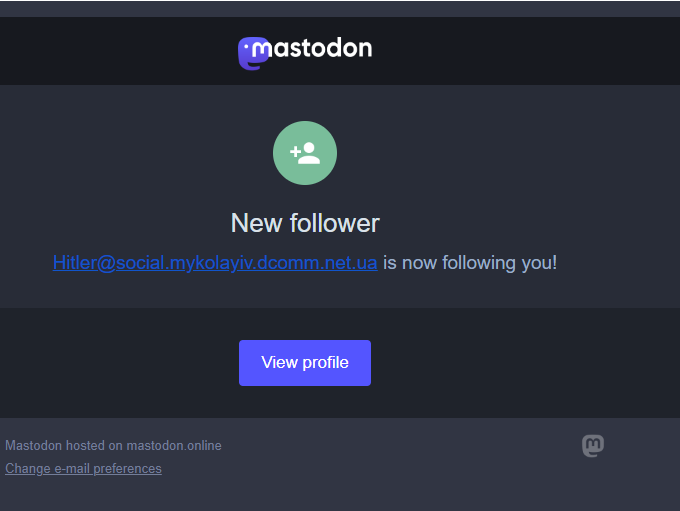 mastodon
New follower
Hitler@social.mykolayiv.dcomm.net.ua is now following you!
View profile
Mastodon hosted on mastodon.online
Change e-mail preferences